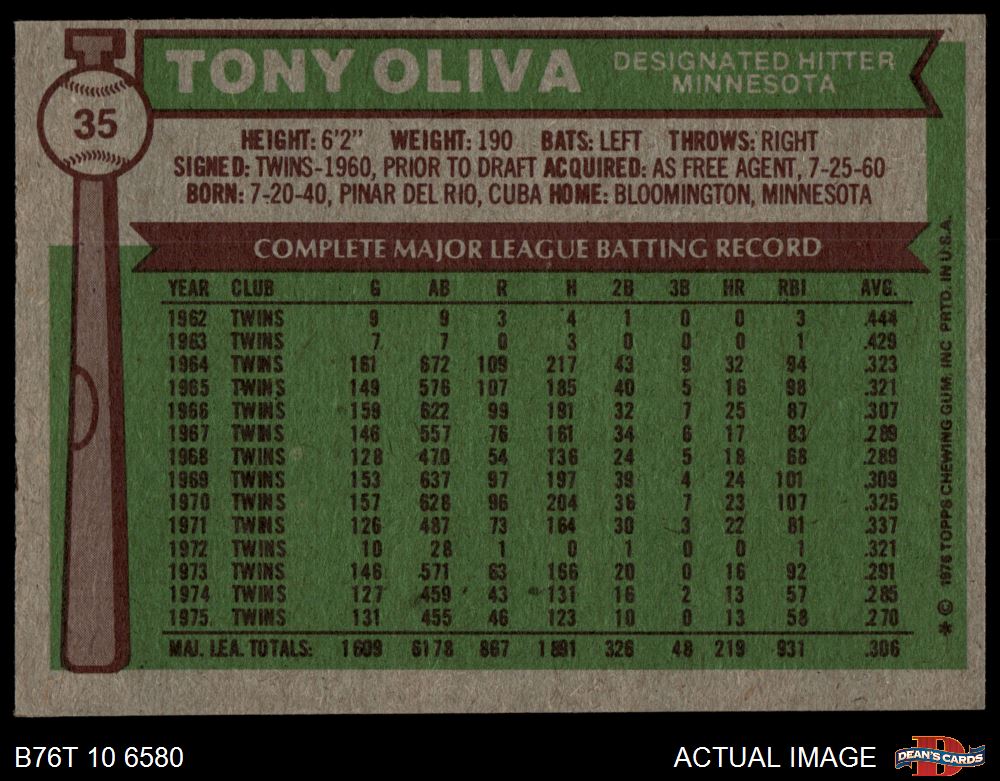 TONY OLIVA
DESIGNATED HITTER
MINNESOTA
35
HEIGHT: 6'2" WEIGHT: 190 BATS: LEFT THROWS: RIGHT
SIGNED: TWINS-1960, PRIOR TO DRAFT ACQUIRED: AS FREE AGENT, 7-25-60
BORN: 7-20-40, PINAR DEL RIO, CUBA HOME: BLOOMINGTON, MINNESOTA
COMPLETE MAJOR LEAGUE BATTING RECORD
YEAR CLUB G AB R H 2B 3B HR RBI AVG.
1962 TWINS 9 9 3 4 1 0 0 3 .444
1963 TWINS 7 7 0 3 0 0 0 1 .429
1964 TWINS 161 672 109 217 43 9 32 94 .323
1965 TWINS 149 576 107 185 40 5 16 98 .321
1966 TWINS 159 622 99 191 32 7 25 87 .307
1967 TWINS 146 557 76 161 34 6 17 83 .289
1968 TWINS 128 470 54 136 24 5 18 68 .289
1969 TWINS 153 637 97 197 39 4 24 101 .309
1970 TWINS 157 628 96 204 36 7 23 107 .325
1971 TWINS 126 487 73 164 30 3 22 81 .337
1972 TWINS 10 28 1 0 1 0 0 1 .321
1973 TWINS 146 571 63 166 20 0 16 92 .291
1974 TWINS 127 459 43 131 16 2 13 57 .285
1975 TWINS 131 455 46 123 10 0 13 58 .270
MAJ. LEA. TOTALS: 1609 6178 867 1891 326 48 219 931 .306
* © 1976 TOPPS CHEWING GUM, INC. PRTD. IN U.S.A.
B76T 10 6580
ACTUAL IMAGE
D
DEAN'S CARDS